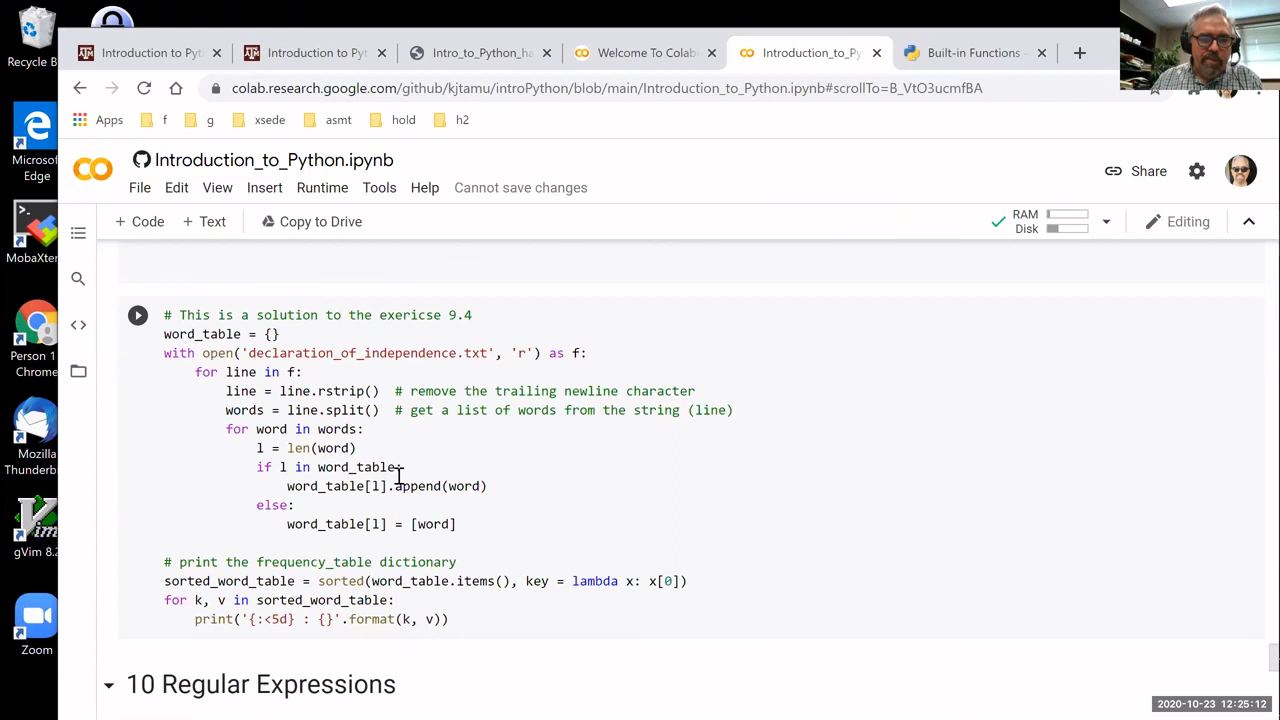 Recycle B
Introduction to Pyt
Introduction to Pyt
Intro_to_Python
Welcome To Colab
Introduction_to_Py
Built-in Functions
colab.research.google.com/github/ /introPython/blob/main/Introduction_to_Python.ipynb#scrollTo=B_VtO3ucmfBA
Apps
f
g
xsede
asmt
hold
h2
Microsof
Edge
Introduction_to_Python.ipynb
File
Edit
View
Insert
Runtime
Tools
Help
Cannot save changes
Share
+ Code
+ Text
Copy to Drive
RAM
Disk
Editing
MobaXter
Person 1
Chrome
Mozilla
Thunderb
gVim 8.2
Zoom
# This is a solution to the exericse 9.4
word_table = {}
with open('declaration_of_independence.txt', 'r') as f:
for line in f:
line = line.rstrip() # remove the trailing newline character
words = line.split() # get a list of words from the string (line)
for word in words:
l = len(word)
if l in word_table:
word_table[l].append(word)
else:
word_table[l] = [word]
# print the frequency_table dictionary
sorted_word_table = sorted(word_table.items(), key = lambda x: x[0])
for k, v in sorted_word_table:
print('{:<5d} : {}'.format(k, v))
10 Regular Expressions
2020-10-23 12:25:12